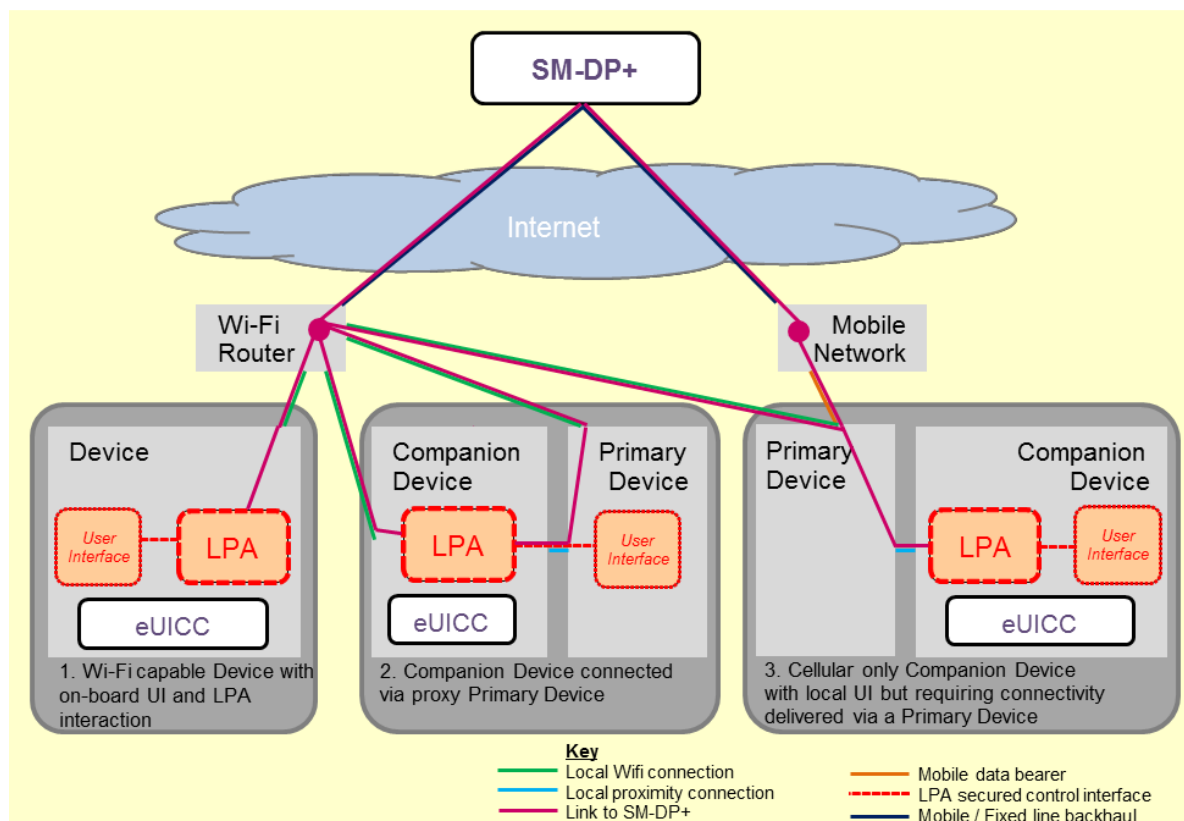 SM-DP+
Internet
Wi-Fi
Router
Mobile
Network
Device
User
Interface
LPA
eUICC
1. Wi-Fi capable Device with
on-board UI and LPA
interaction
Companion
Device
Primary
Device
LPA
User
Interface
eUICC
2. Companion Device connected
via proxy Primary Device
Primary
Device
Companion
Device
LPA
User
Interface
eUICC
3. Cellular only Companion Device
with local UI but requiring connectivity
delivered via a Primary Device
Key
Local Wifi connection
Local proximity connection
Link to SM-DP+
Mobile data bearer
LPA secured control interface
Mobile / Fixed line backhaul